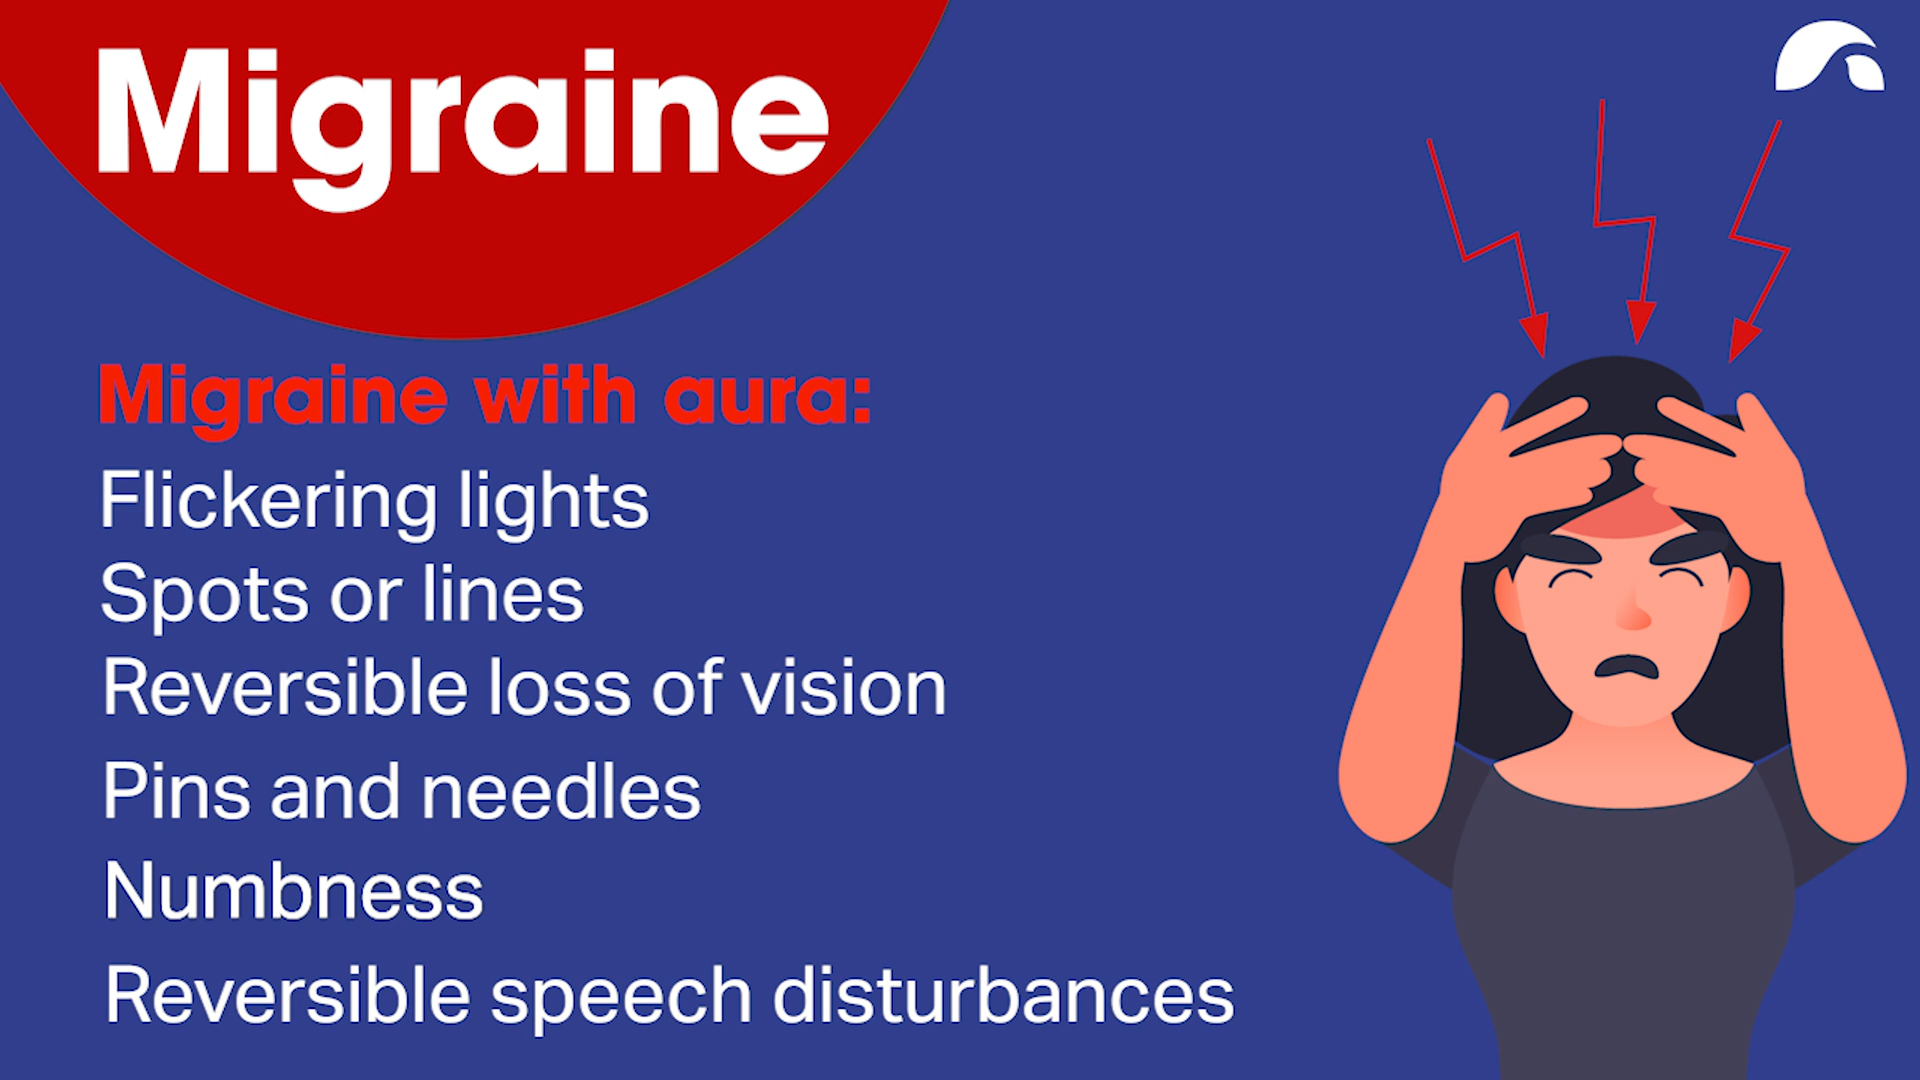 Migraine
Migraine with aura:
Flickering lights
Spots or lines
Reversible loss of vision
Pins and needles
Numbness
Reversible speech disturbances